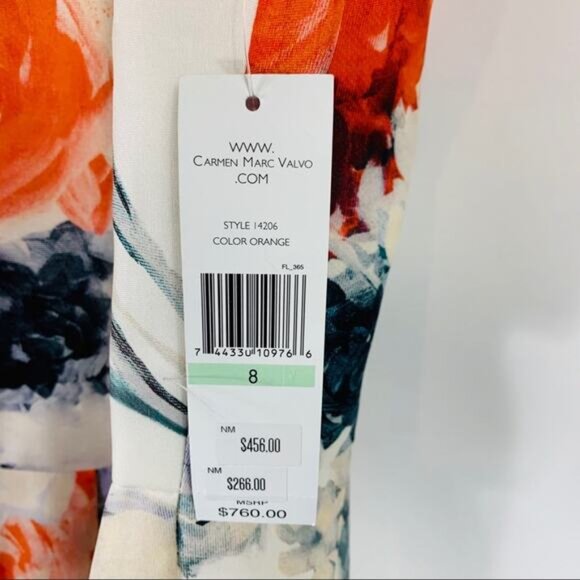 WWW.
CARMEN MARC VALVO
.COM
STYLE 14206
COLOR ORANGE
FL_365
7 44330 10976 6
8
NM
$456.00
NM
$266.00
MSRP
$760.00